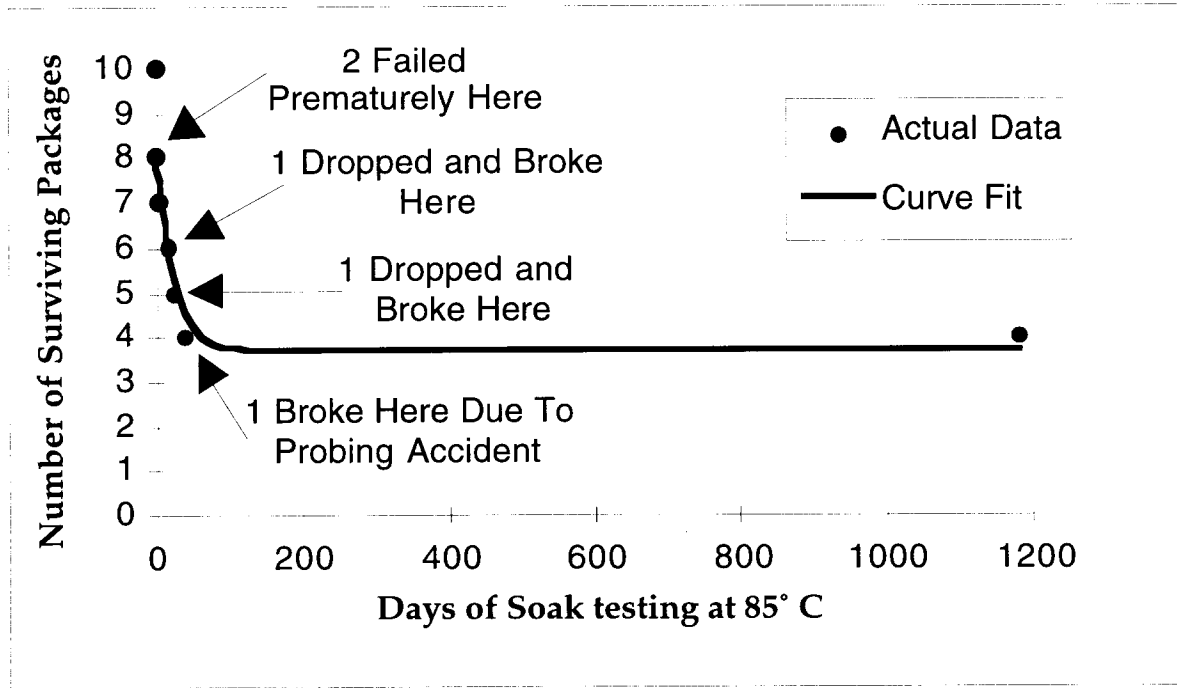 Number of Surviving Packages
10
9
8
7
6
5
4
3
2
1
0
2 Failed
Prematurely Here
1 Dropped and Broke
Here
1 Dropped and
Broke Here
1 Broke Here Due To
Probing Accident
Actual Data
Curve Fit
0 200 400 600 800 1000 1200
Days of Soak testing at 85° C